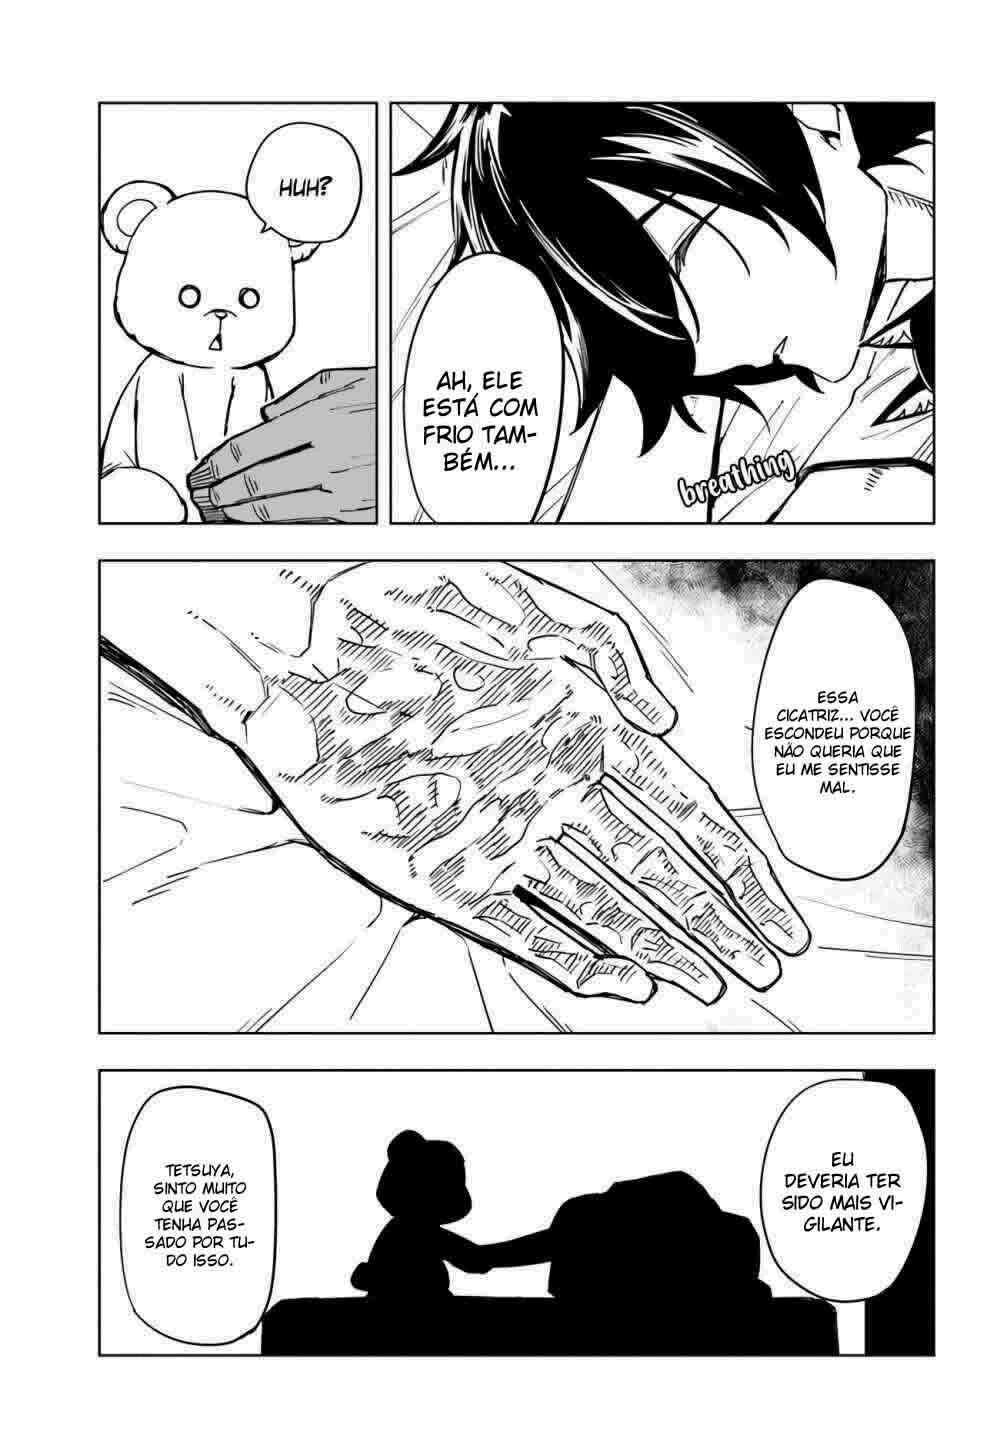 AH, ELE
ESTÁ COM
FRIO TAM-
BÉM...
breathing
HUH?
ESSA
CICATRIZ... VOCÊ
ESCONDEU PORQUE
NÃO QUERIA QUE
EU ME SENTISSE
MAL.
EU
DEVERIA TER
SIDO MAIS VI-
GILANTE.
TETSUYA,
SINTO MUITO
QUE VOCÊ
TENHA PAS-
SADO POR TU-
DO ISSO.